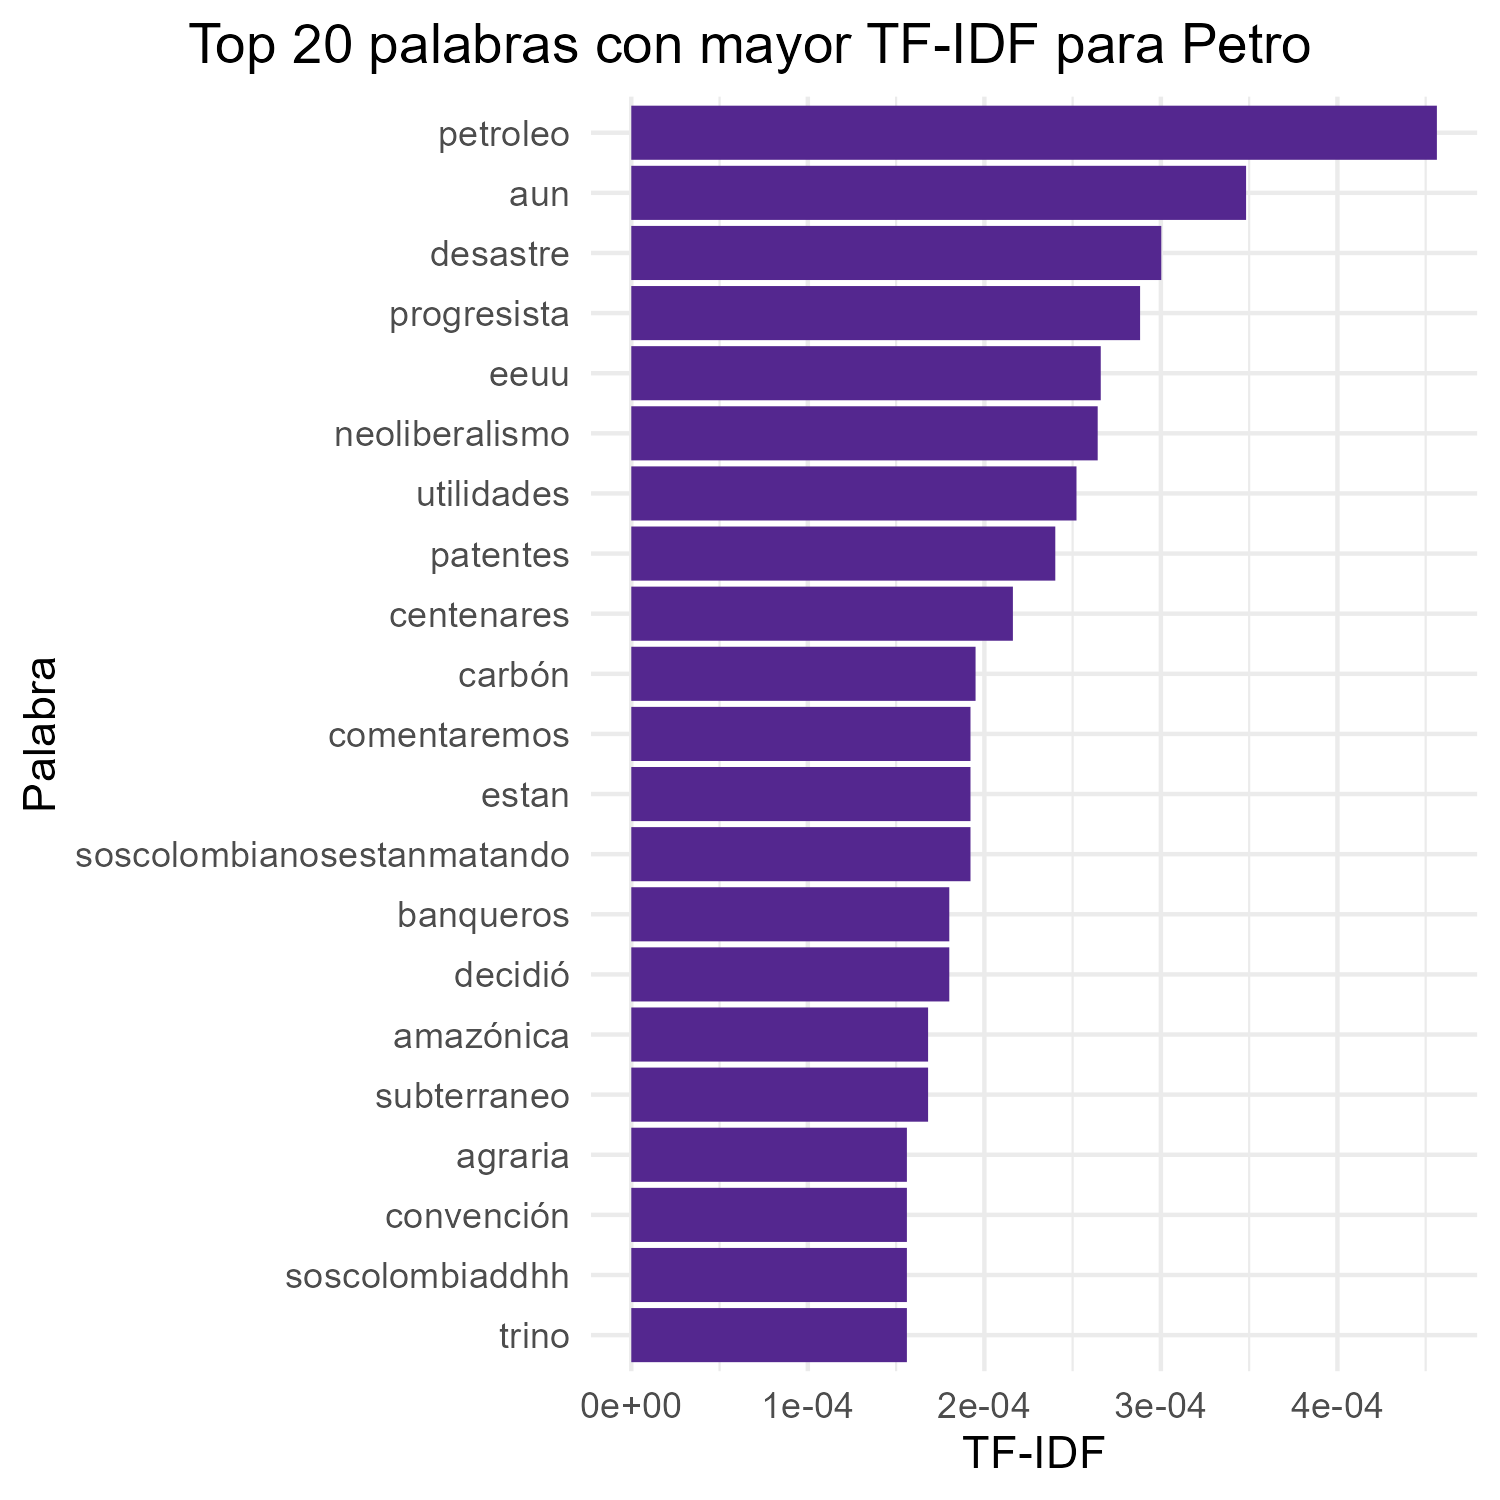 Top 20 palabras con mayor TF-IDF para Petro
Palabra
petroleo
aun
desastre
progresista
eeuu
neoliberalismo
utilidades
patentes
centenares
carbón
comentaremos
estan
soscolombianosestanmatando
banqueros
decidió
amazónica
subterraneo
agraria
convención
soscolombiaddhh
trino
0e+00 1e-04 2e-04 3e-04 4e-04
TF-IDF